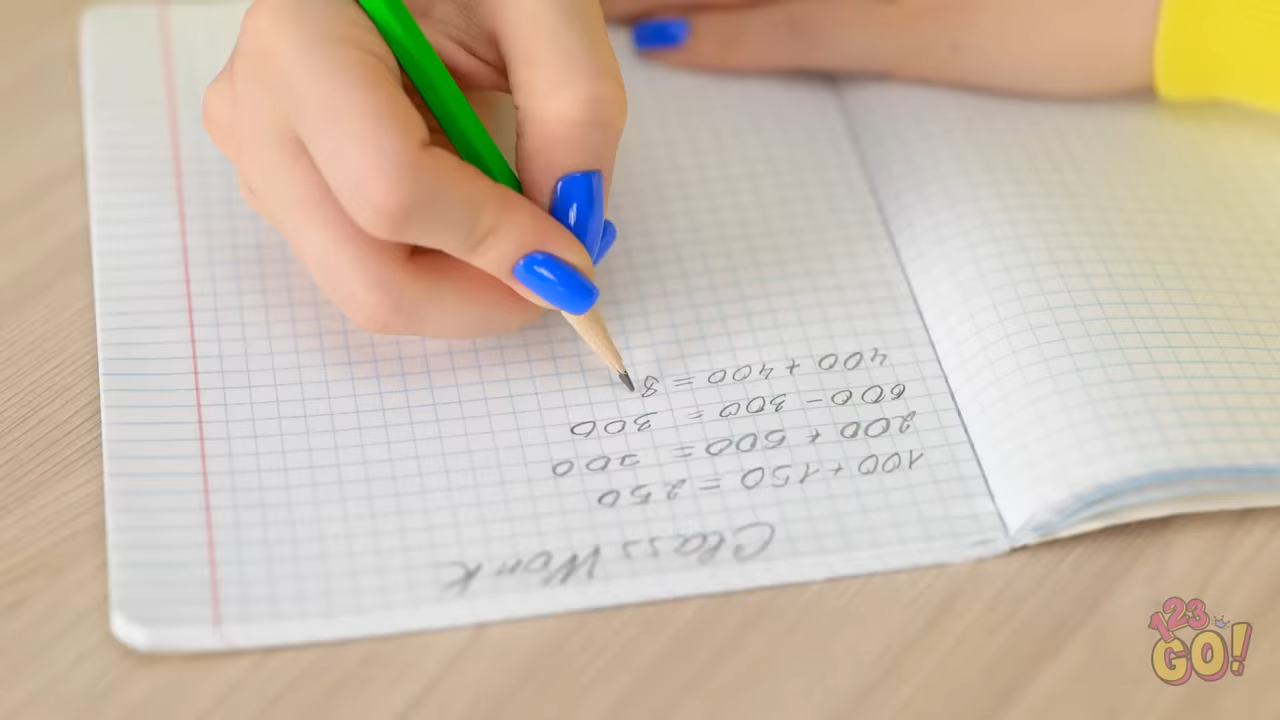 Class Work
100 + 150 = 250
200 + 500 = 700
600 - 300 = 300
400 + 400 = 8
123
GO!